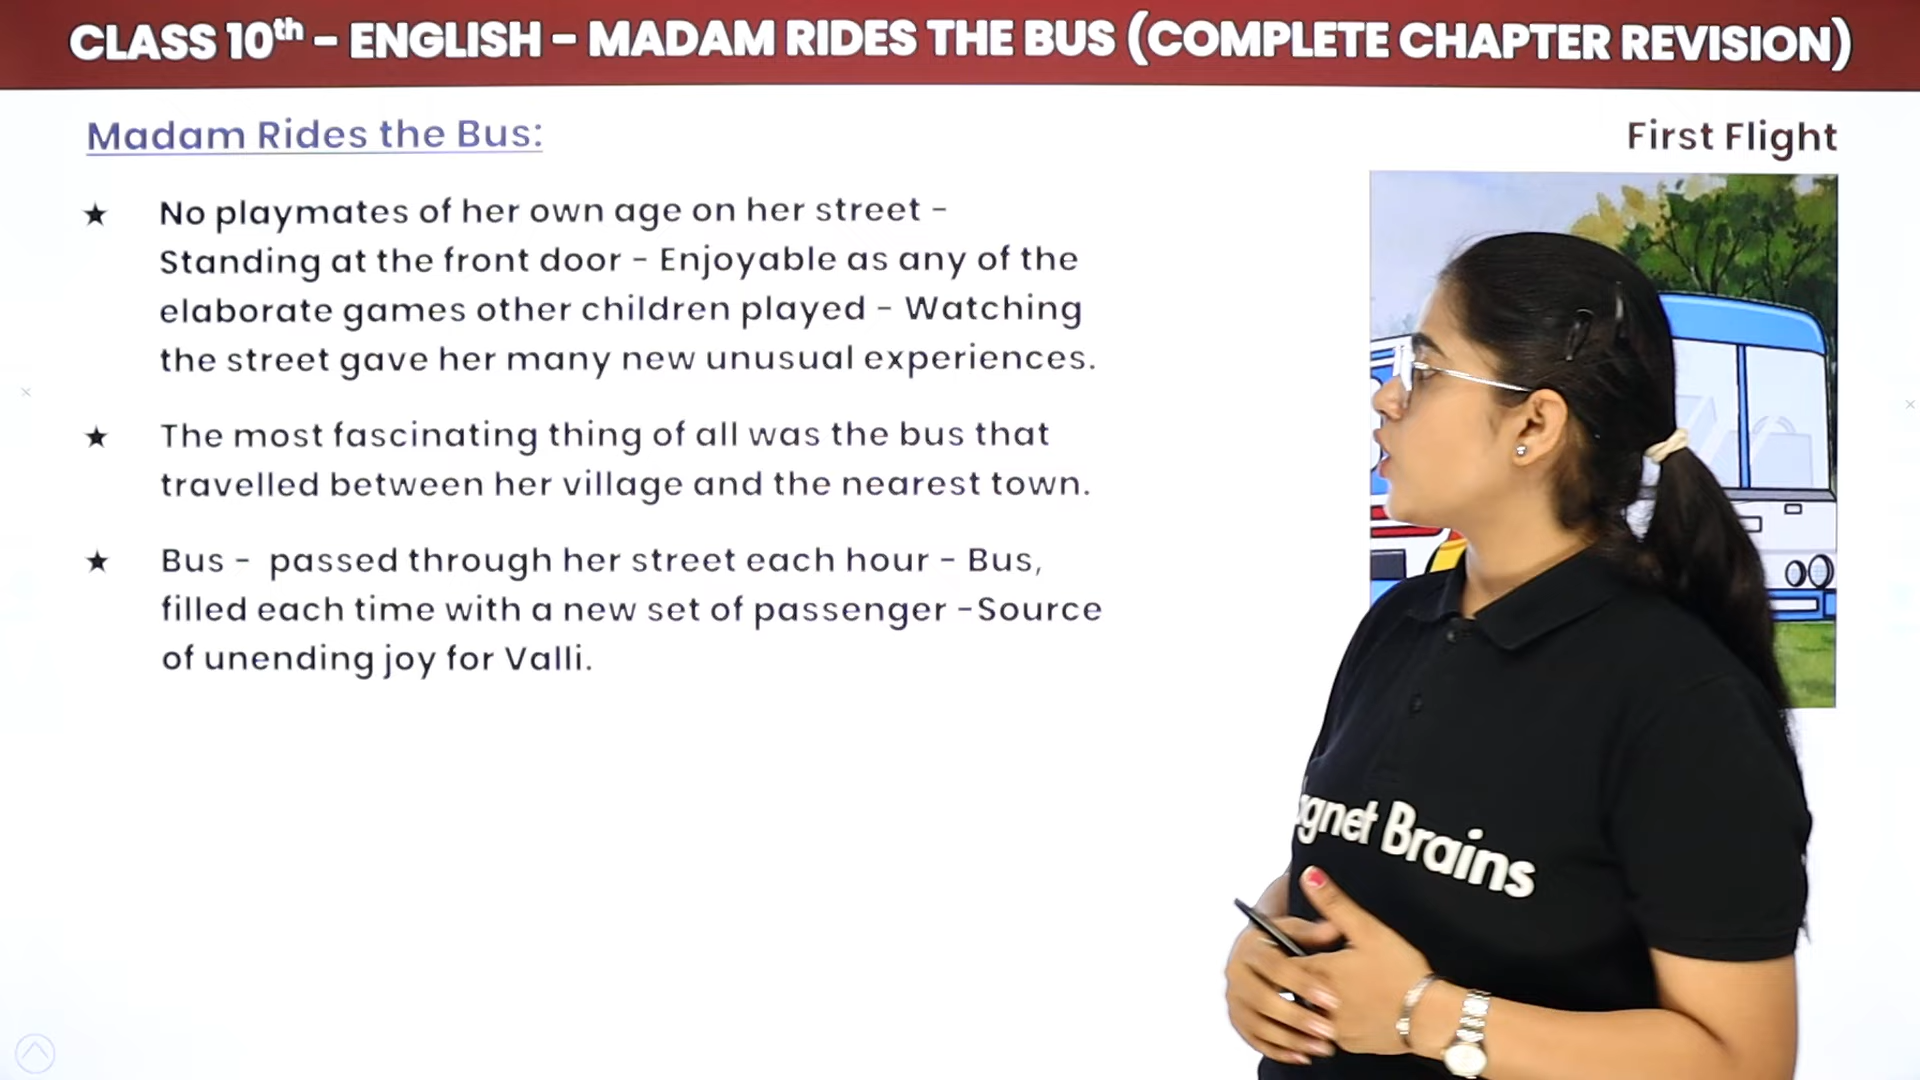 CLASS 10th - ENGLISH - MADAM RIDES THE BUS (COMPLETE CHAPTER REVISION)
Madam Rides the Bus:
First Flight
★ No playmates of her own age on her street -
Standing at the front door - Enjoyable as any of the
elaborate games other children played - Watching
the street gave her many new unusual experiences.
★ The most fascinating thing of all was the bus that
travelled between her village and the nearest town.
★ Bus - passed through her street each hour - Bus,
filled each time with a new set of passenger -Source
of unending joy for Valli.
gnet Brains